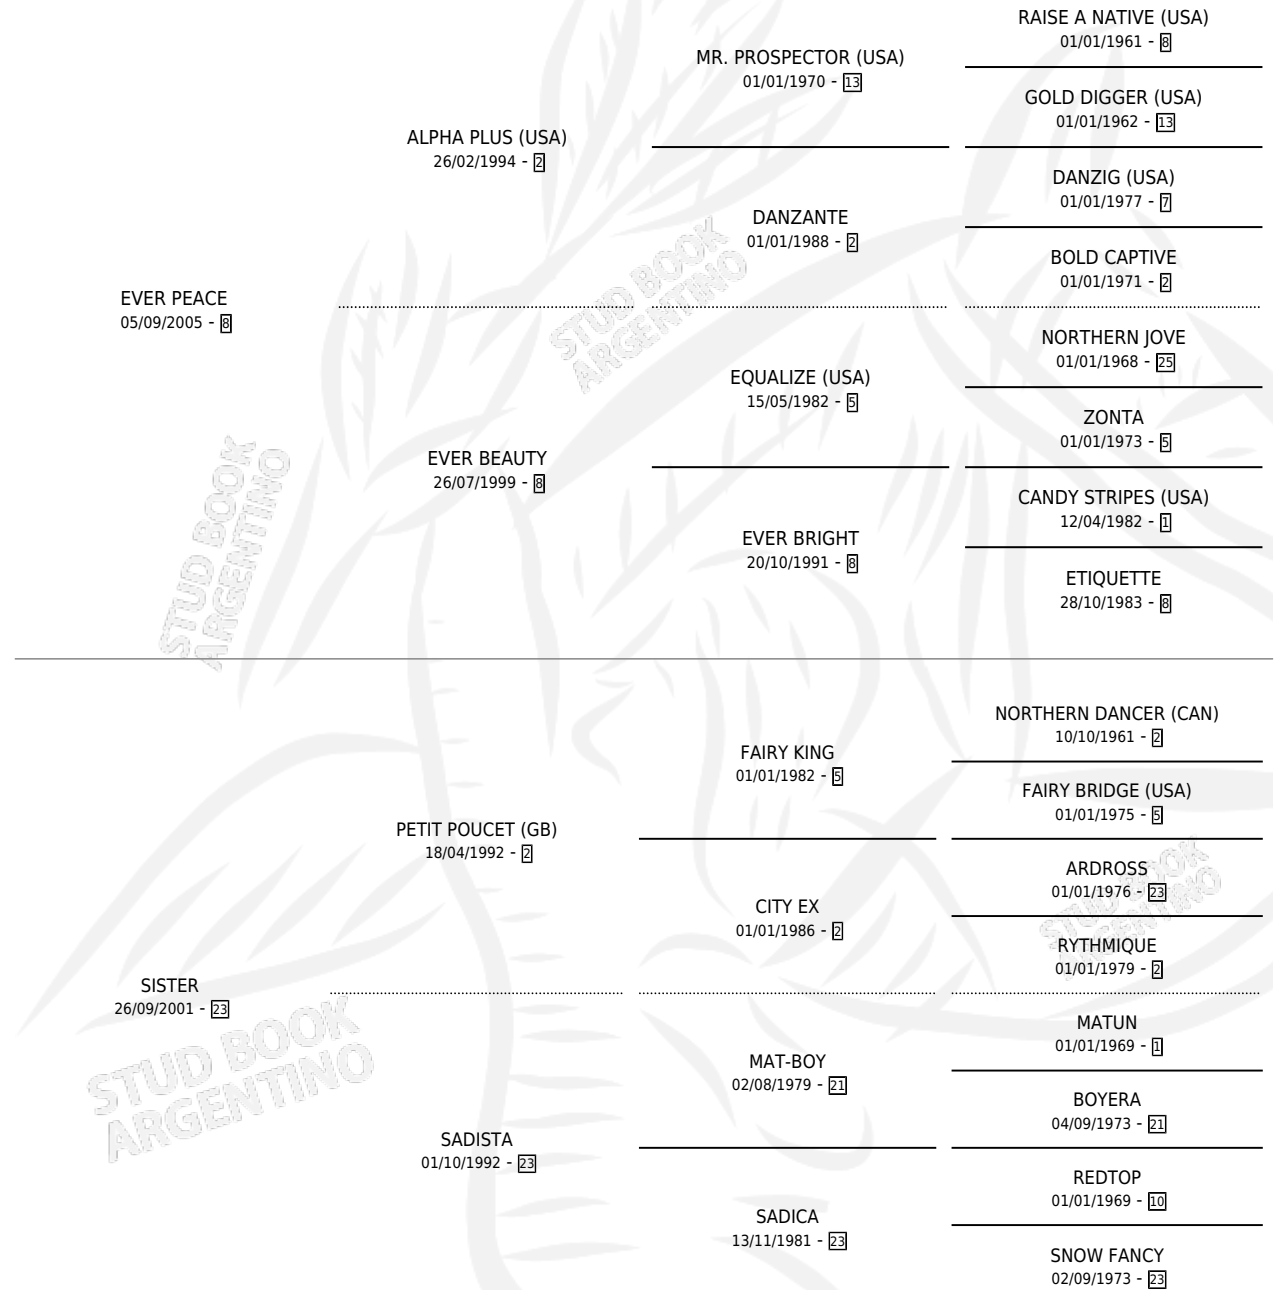 RAISE A NATIVE (USA)
01/01/1961 - 8
MR. PROSPECTOR (USA)
01/01/1970 - 13
GOLD DIGGER (USA)
01/01/1962 - 13
ALPHA PLUS (USA)
26/02/1994 - 2
DANZIG (USA)
01/01/1977 - 7
DANZANTE
01/01/1988 - 2
BOLD CAPTIVE
01/01/1971 - 2
EVER PEACE
05/09/2005 - 8
NORTHERN JOVE
01/01/1968 - 25
EQUALIZE (USA)
15/05/1982 - 5
ZONTA
01/01/1973 - 5
EVER BEAUTY
26/07/1999 - 8
CANDY STRIPES (USA)
12/04/1982 - 1
EVER BRIGHT
20/10/1991 - 8
ETIQUETTE
28/10/1983 - 8
NORTHERN DANCER (CAN)
10/10/1961 - 2
FAIRY KING
01/01/1982 - 5
FAIRY BRIDGE (USA)
01/01/1975 - 5
PETIT POUCET (GB)
18/04/1992 - 2
ARDROSS
01/01/1976 - 23
CITY EX
01/01/1986 - 2
RYTHMIQUE
01/01/1979 - 2
SISTER
26/09/2001 - 23
MATUN
01/01/1969 - 1
MAT-BOY
02/08/1979 - 21
BOYERA
04/09/1973 - 21
SADISTA
01/10/1992 - 23
REDTOP
01/01/1969 - 10
SADICA
13/11/1981 - 23
SNOW FANCY
02/09/1973 - 23
STUD BOOK
ARGENTINO
STUD BOOK
ARGENTINO
STUD BOOK
ARGENTINO
STUD BOOK
ARGENTINO